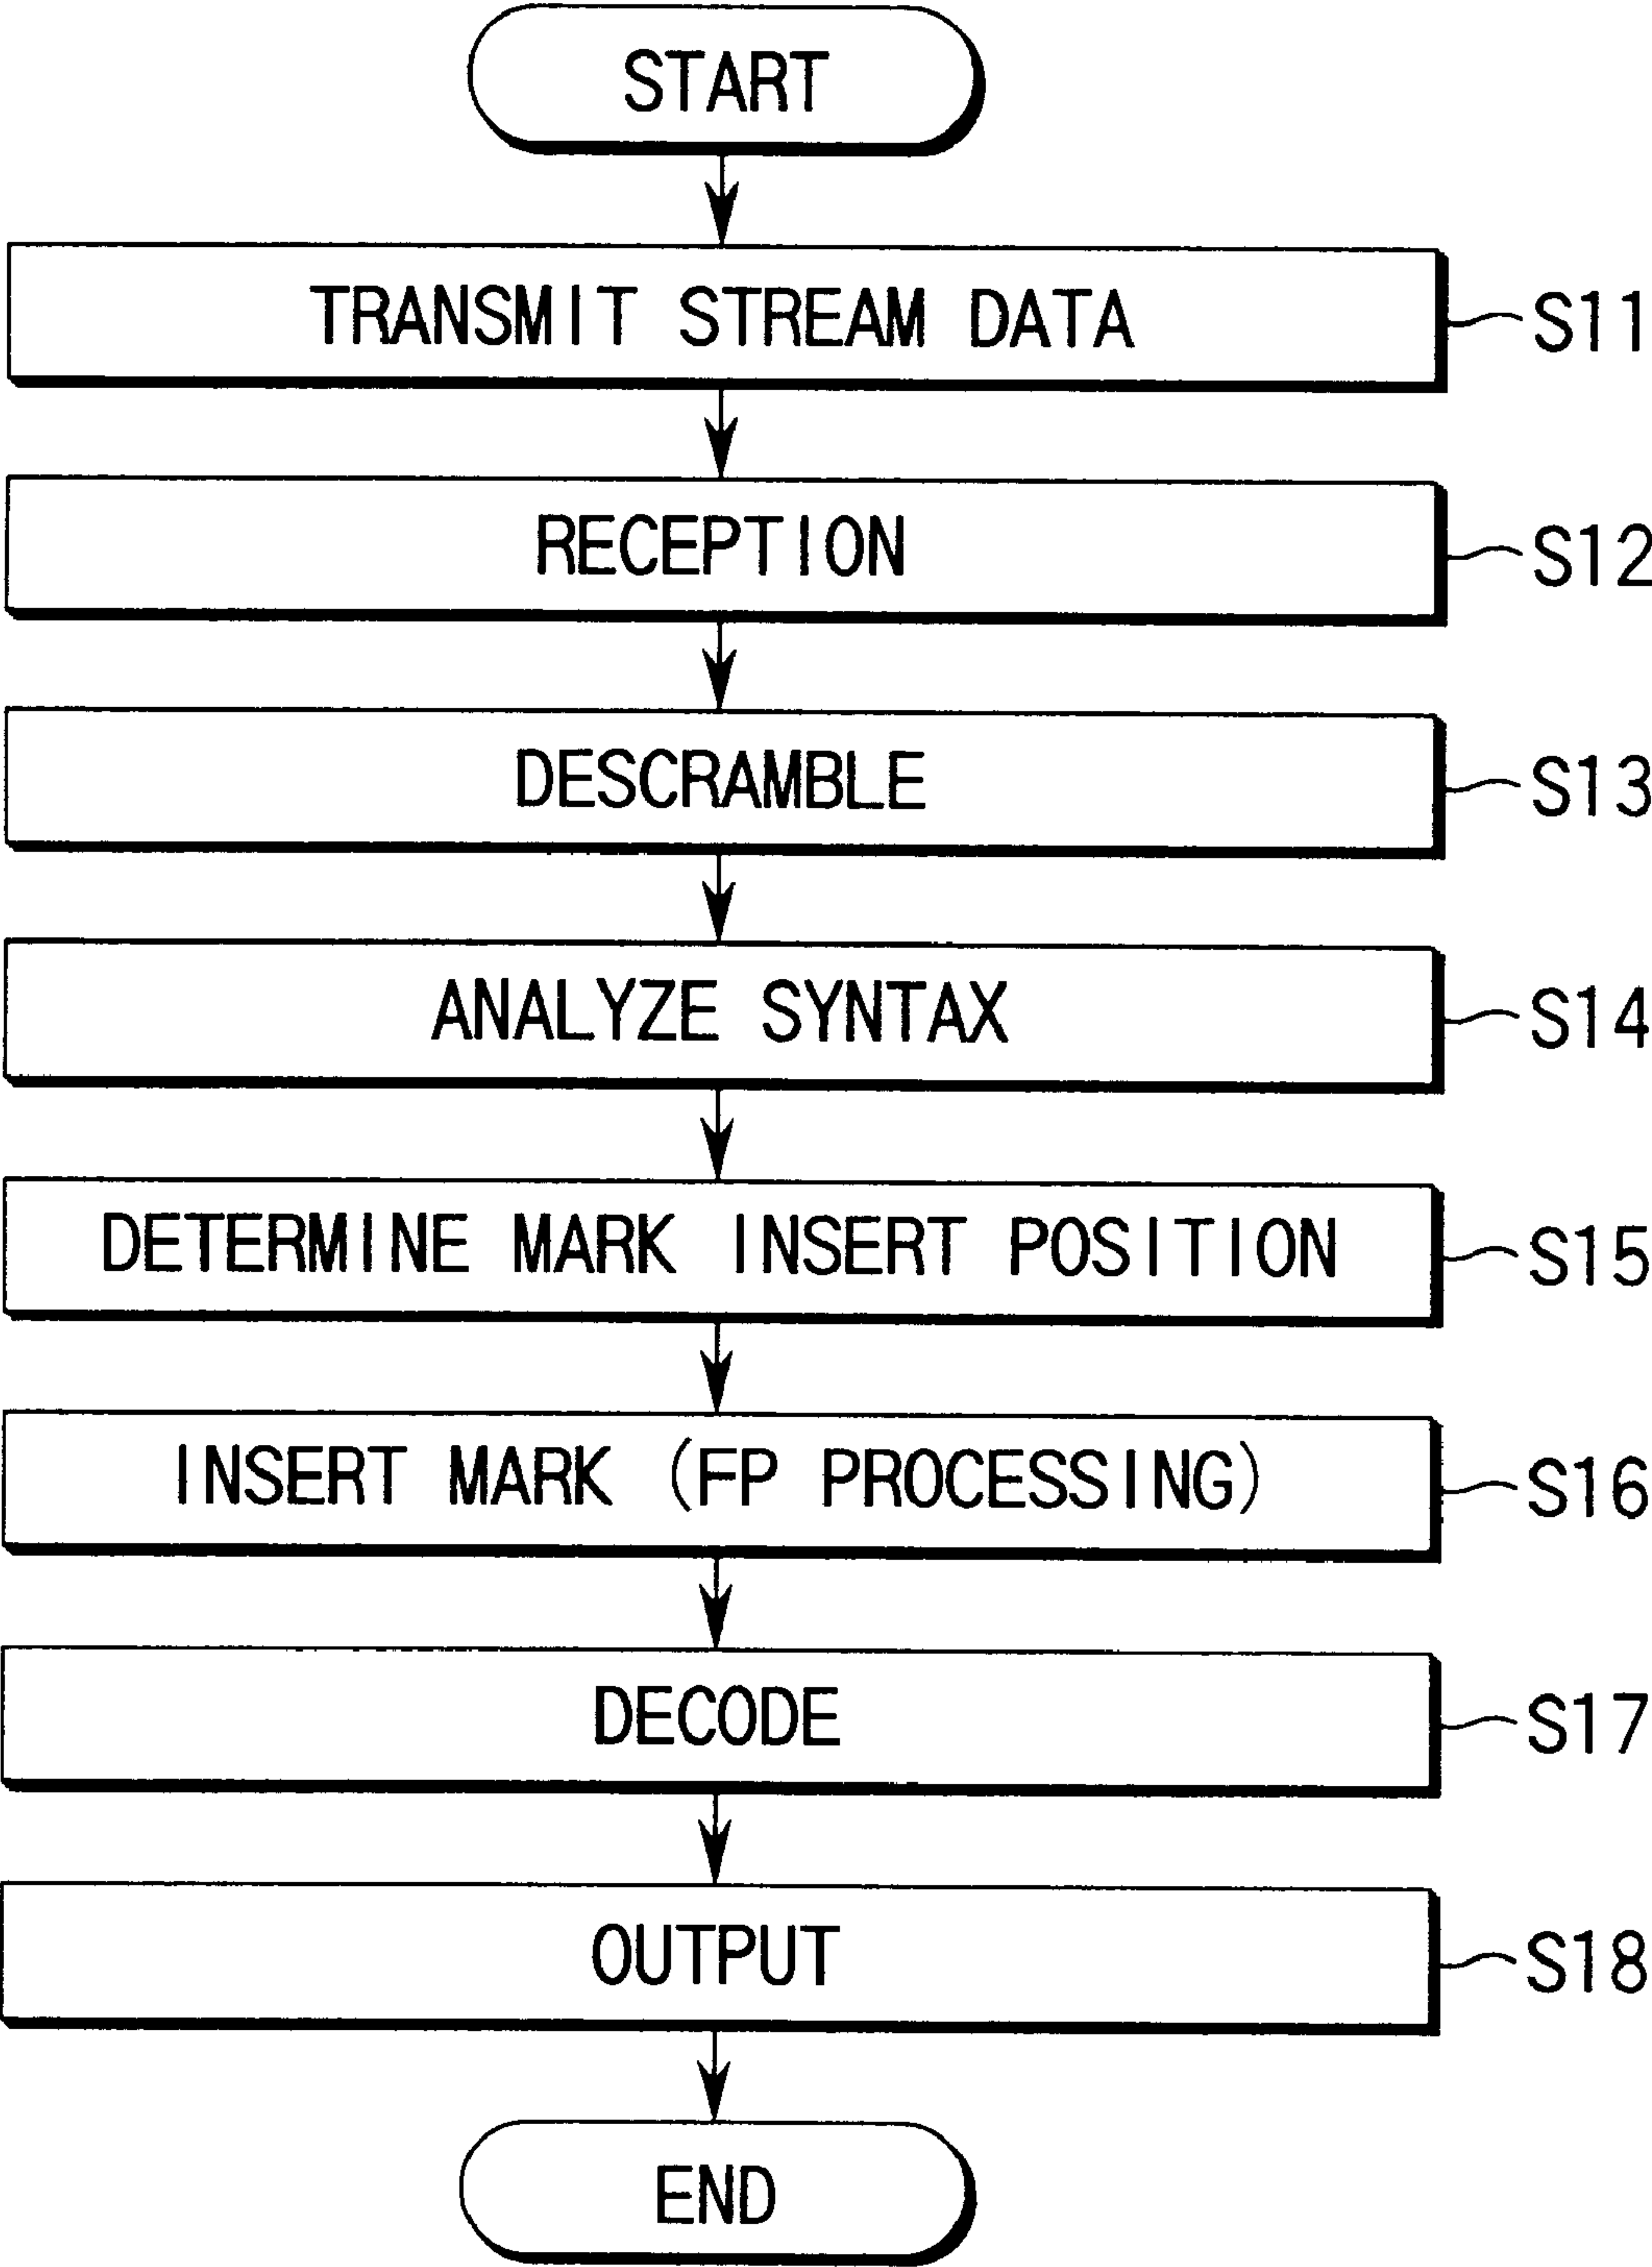 START
TRANSMIT STREAM DATA
S11
RECEPTION
S12
DESCRAMBLE
S13
ANALYZE SYNTAX
S14
DETERMINE MARK INSERT POSITION
S15
INSERT MARK (FP PROCESSING)
S16
DECODE
S17
OUTPUT
S18
END